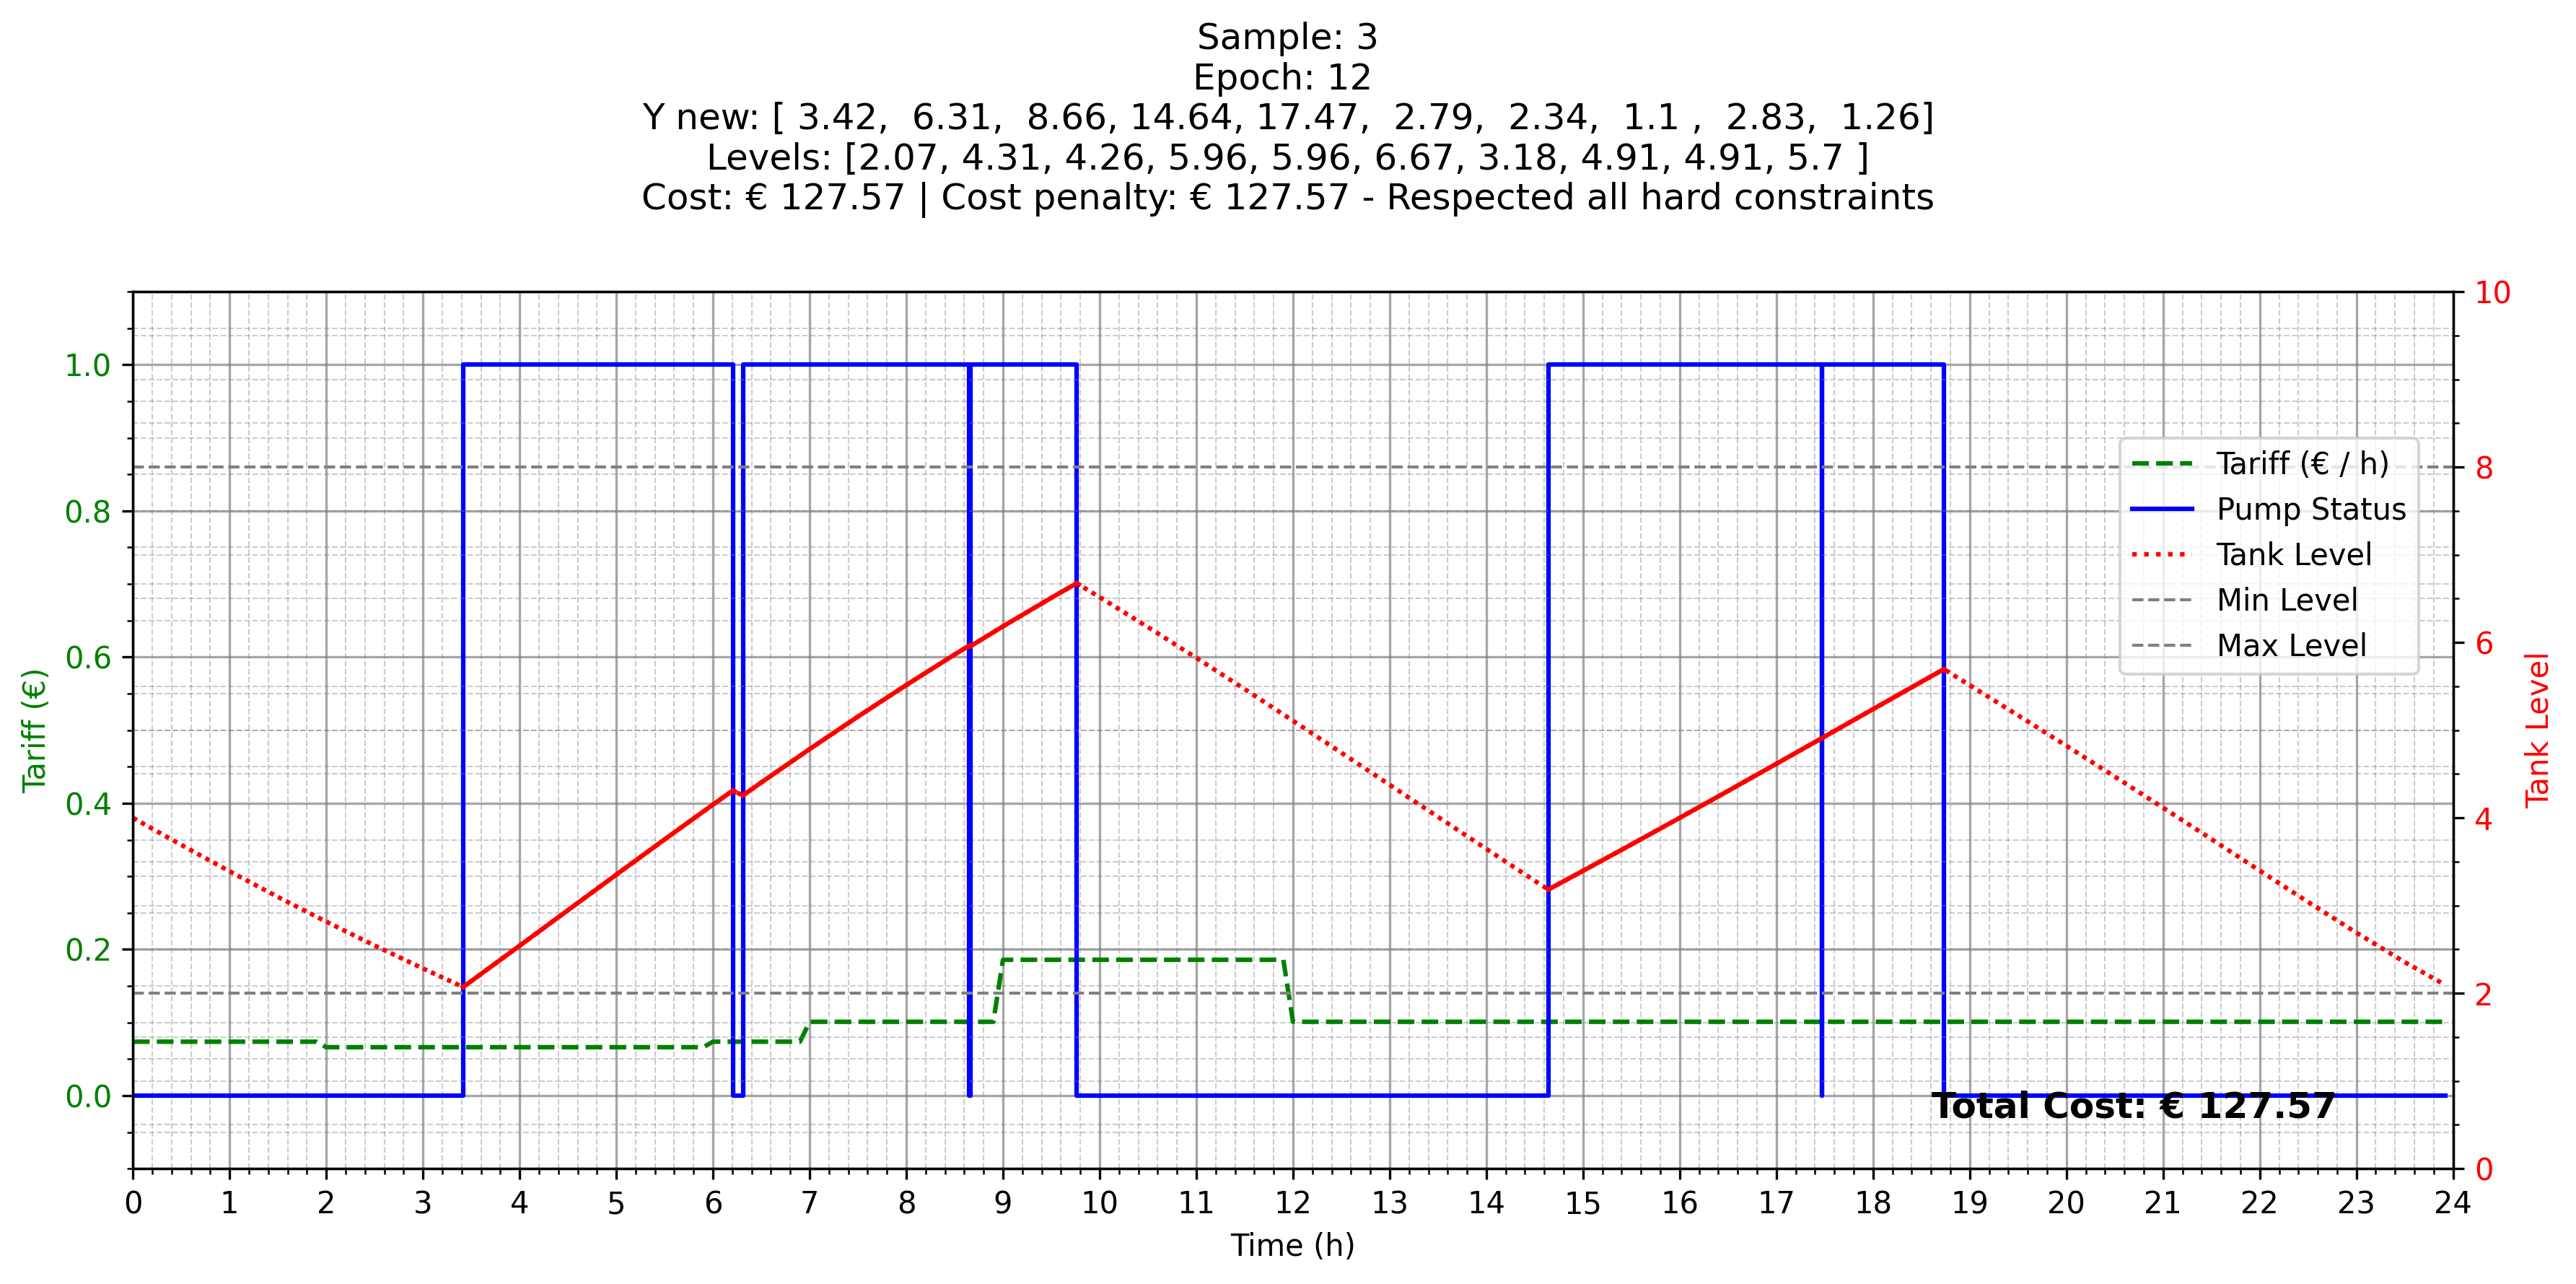 Sample: 3
Epoch: 12
Y new: [ 3.42,  6.31,  8.66, 14.64, 17.47,  2.79,  2.34,  1.1 ,  2.83,  1.26]
Levels: [2.07, 4.31, 4.26, 5.96, 5.96, 6.67, 3.18, 4.91, 4.91, 5.7 ]
Cost: € 127.57 | Cost penalty: € 127.57 - Respected all hard constraints
Tariff (€)
1.0
0.8
0.6
0.4
0.2
0.0
10
8
6
4
2
0
Tank Level
Tariff (€ / h)
Pump Status
Tank Level
Min Level
Max Level
Total Cost: € 127.57
0 1 2 3 4 5 6 7 8 9 10 11 12 13 14 15 16 17 18 19 20 21 22 23 24
Time (h)